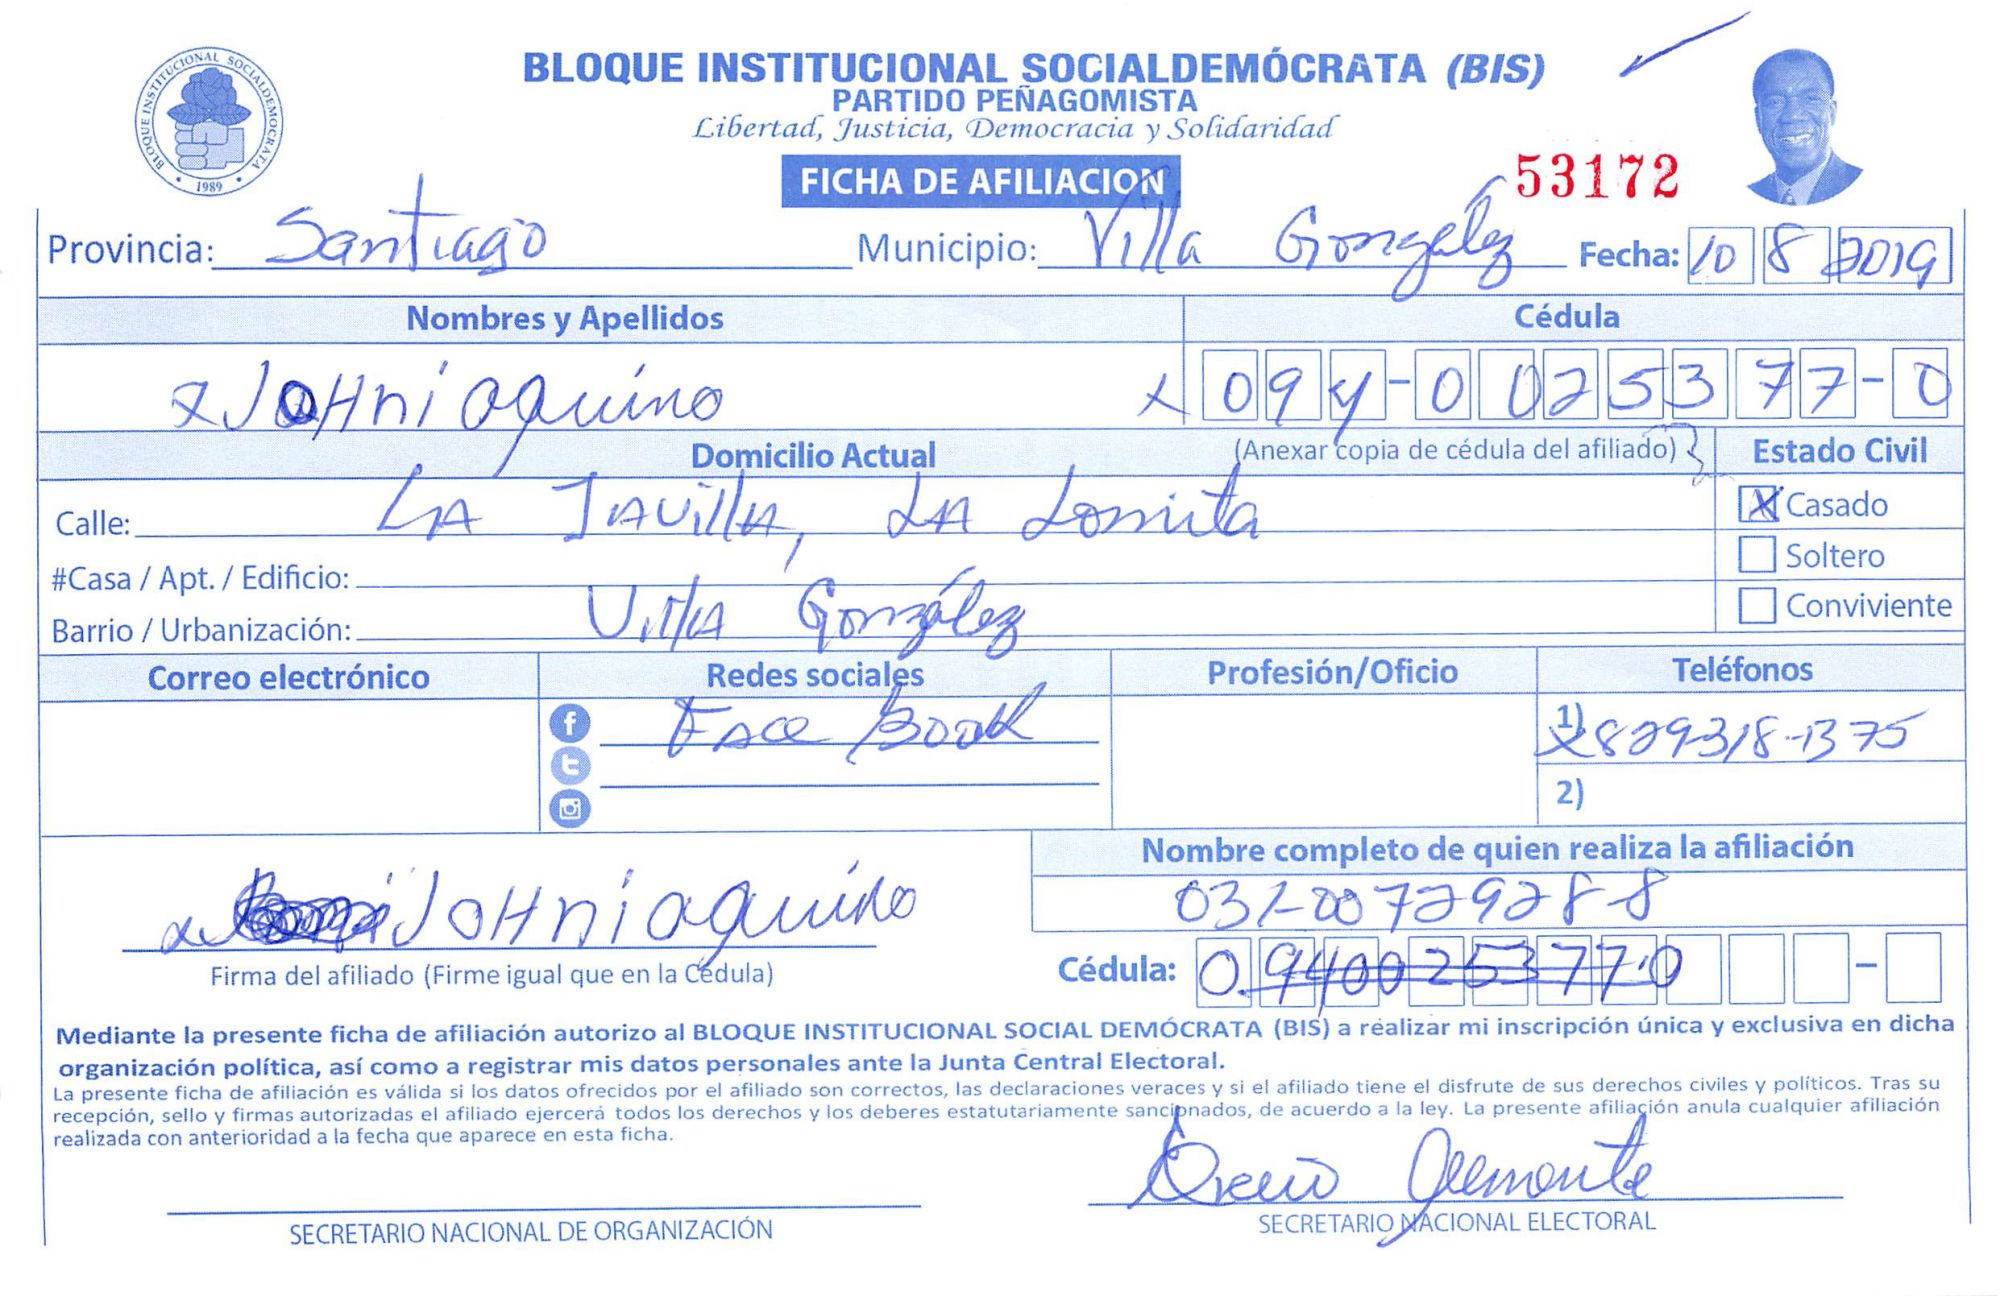 BLOQUE INSTITUCIONAL SOCIALDEMÓCRATA (BIS)
PARTIDO PEÑAGOMISTA
Libertad, Justicia, Democracia y Solidaridad
BLOQUE INSTITUCIONAL SOCIALDEMOCRATA
1989
FICHA DE AFILIACION
53172
Provincia: Santiago Municipio: Villa González Fecha: 10 8 2019
Nombres y Apellidos Cédula
x JOHni aquino x 094-0025377-0
Domicilio Actual (Anexar copia de cédula del afiliado) Estado Civil
Calle: LA JAVillA, LA Lomita X Casado
#Casa / Apt. / Edificio: Soltero
Barrio / Urbanización: VillA González Conviviente
Correo electrónico Redes sociales Profesión/Oficio Teléfonos
Face Book 1) x 829-318-1375
2)
Nombre completo de quien realiza la afiliación
x JOHni aquino 031-0072928-8
Firma del afiliado (Firme igual que en la Cédula) Cédula: 09400253770 -
Mediante la presente ficha de afiliación autorizo al BLOQUE INSTITUCIONAL SOCIAL DEMÓCRATA (BIS) a realizar mi inscripción única y exclusiva en dicha
organización política, así como a registrar mis datos personales ante la Junta Central Electoral.
La presente ficha de afiliación es válida si los datos ofrecidos por el afiliado son correctos, las declaraciones veraces y si el afiliado tiene el disfrute de sus derechos civiles y políticos. Tras su
recepción, sello y firmas autorizadas el afiliado ejercerá todos los derechos y los deberes estatutariamente sancionados, de acuerdo a la ley. La presente afiliación anula cualquier afiliación
realizada con anterioridad a la fecha que aparece en esta ficha.
SECRETARIO NACIONAL DE ORGANIZACIÓN SECRETARIO NACIONAL ELECTORAL